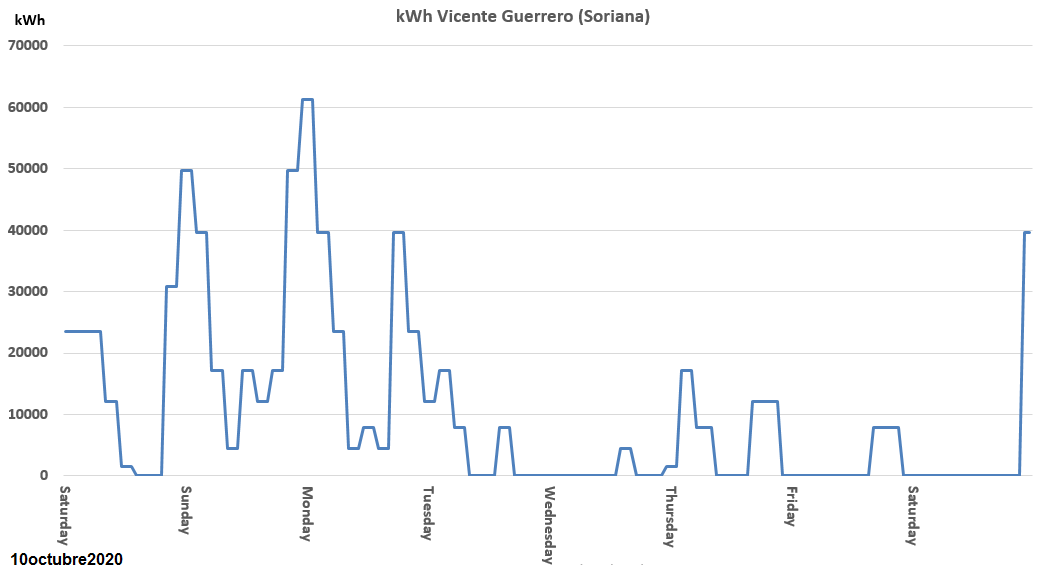 kWh Vicente Guerrero (Soriana)
kWh
70000
60000
50000
40000
30000
20000
10000
0
Saturday
Sunday
Monday
Tuesday
Wednesday
Thursday
Friday
Saturday
10octubre2020